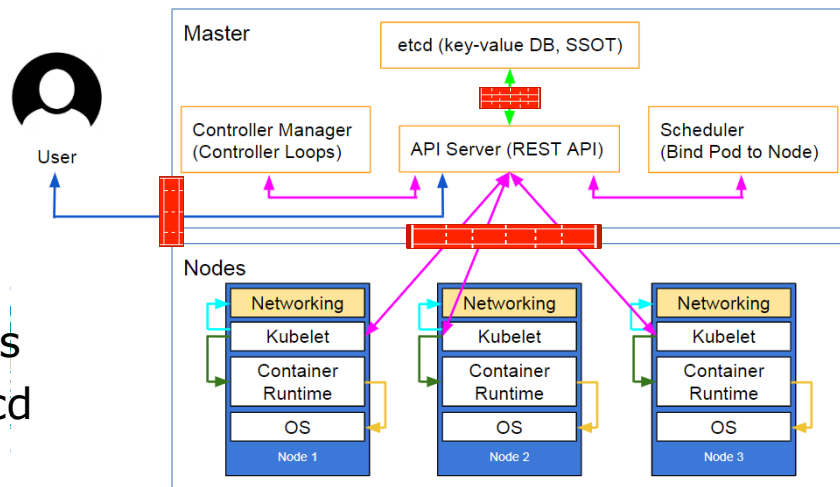 Master
etcd (key-value DB, SSOT)
Controller Manager
(Controller Loops)
API Server (REST API)
Scheduler
(Bind Pod to Node)
User
Nodes
Networking
Kubelet
Container
Runtime
OS
Node 1
Networking
Kubelet
Container
Runtime
OS
Node 2
Networking
Kubelet
Container
Runtime
OS
Node 3
s
cd